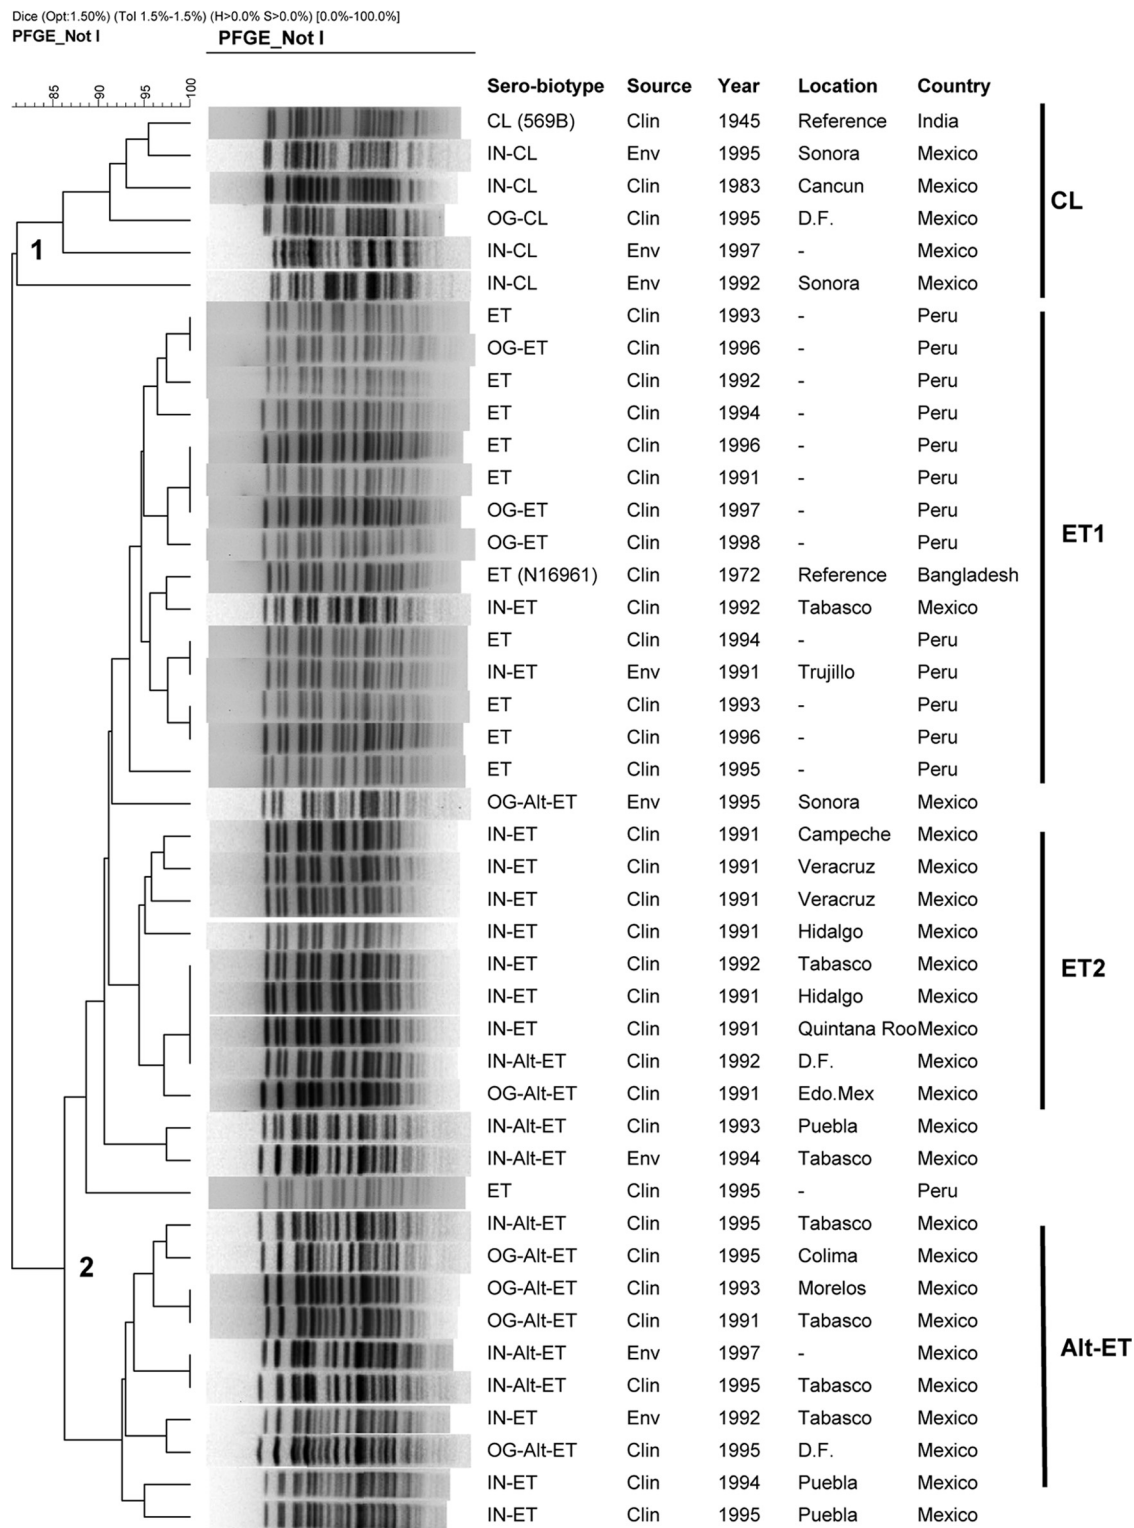 Dice (Opt:1.50%) (Tol 1.5%-1.5%) (H>0.0% S>0.0%) [0.0%-100.0%]
PFGE_Not I PFGE_Not I
85 90 95 100
Sero-biotype Source Year Location Country
CL (569B) Clin 1945 Reference India
IN-CL Env 1995 Sonora Mexico
IN-CL Clin 1983 Cancun Mexico
CL
OG-CL Clin 1995 D.F. Mexico
1 IN-CL Env 1997 - Mexico
IN-CL Env 1992 Sonora Mexico
ET Clin 1993 - Peru
OG-ET Clin 1996 - Peru
ET Clin 1992 - Peru
ET Clin 1994 - Peru
ET Clin 1996 - Peru
ET Clin 1991 - Peru
OG-ET Clin 1997 - Peru
ET1
OG-ET Clin 1998 - Peru
ET (N16961) Clin 1972 Reference Bangladesh
IN-ET Clin 1992 Tabasco Mexico
ET Clin 1994 - Peru
IN-ET Env 1991 Trujillo Peru
ET Clin 1993 - Peru
ET Clin 1996 - Peru
ET Clin 1995 - Peru
OG-Alt-ET Env 1995 Sonora Mexico
IN-ET Clin 1991 Campeche Mexico
IN-ET Clin 1991 Veracruz Mexico
IN-ET Clin 1991 Veracruz Mexico
IN-ET Clin 1991 Hidalgo Mexico
IN-ET Clin 1992 Tabasco Mexico
ET2
IN-ET Clin 1991 Hidalgo Mexico
IN-ET Clin 1991 Quintana Roo Mexico
IN-Alt-ET Clin 1992 D.F. Mexico
OG-Alt-ET Clin 1991 Edo.Mex Mexico
IN-Alt-ET Clin 1993 Puebla Mexico
IN-Alt-ET Env 1994 Tabasco Mexico
ET Clin 1995 - Peru
IN-Alt-ET Clin 1995 Tabasco Mexico
OG-Alt-ET Clin 1995 Colima Mexico
2
OG-Alt-ET Clin 1993 Morelos Mexico
OG-Alt-ET Clin 1991 Tabasco Mexico
IN-Alt-ET Env 1997 - Mexico
Alt-ET
IN-Alt-ET Clin 1995 Tabasco Mexico
IN-ET Env 1992 Tabasco Mexico
OG-Alt-ET Clin 1995 D.F. Mexico
IN-ET Clin 1994 Puebla Mexico
IN-ET Clin 1995 Puebla Mexico